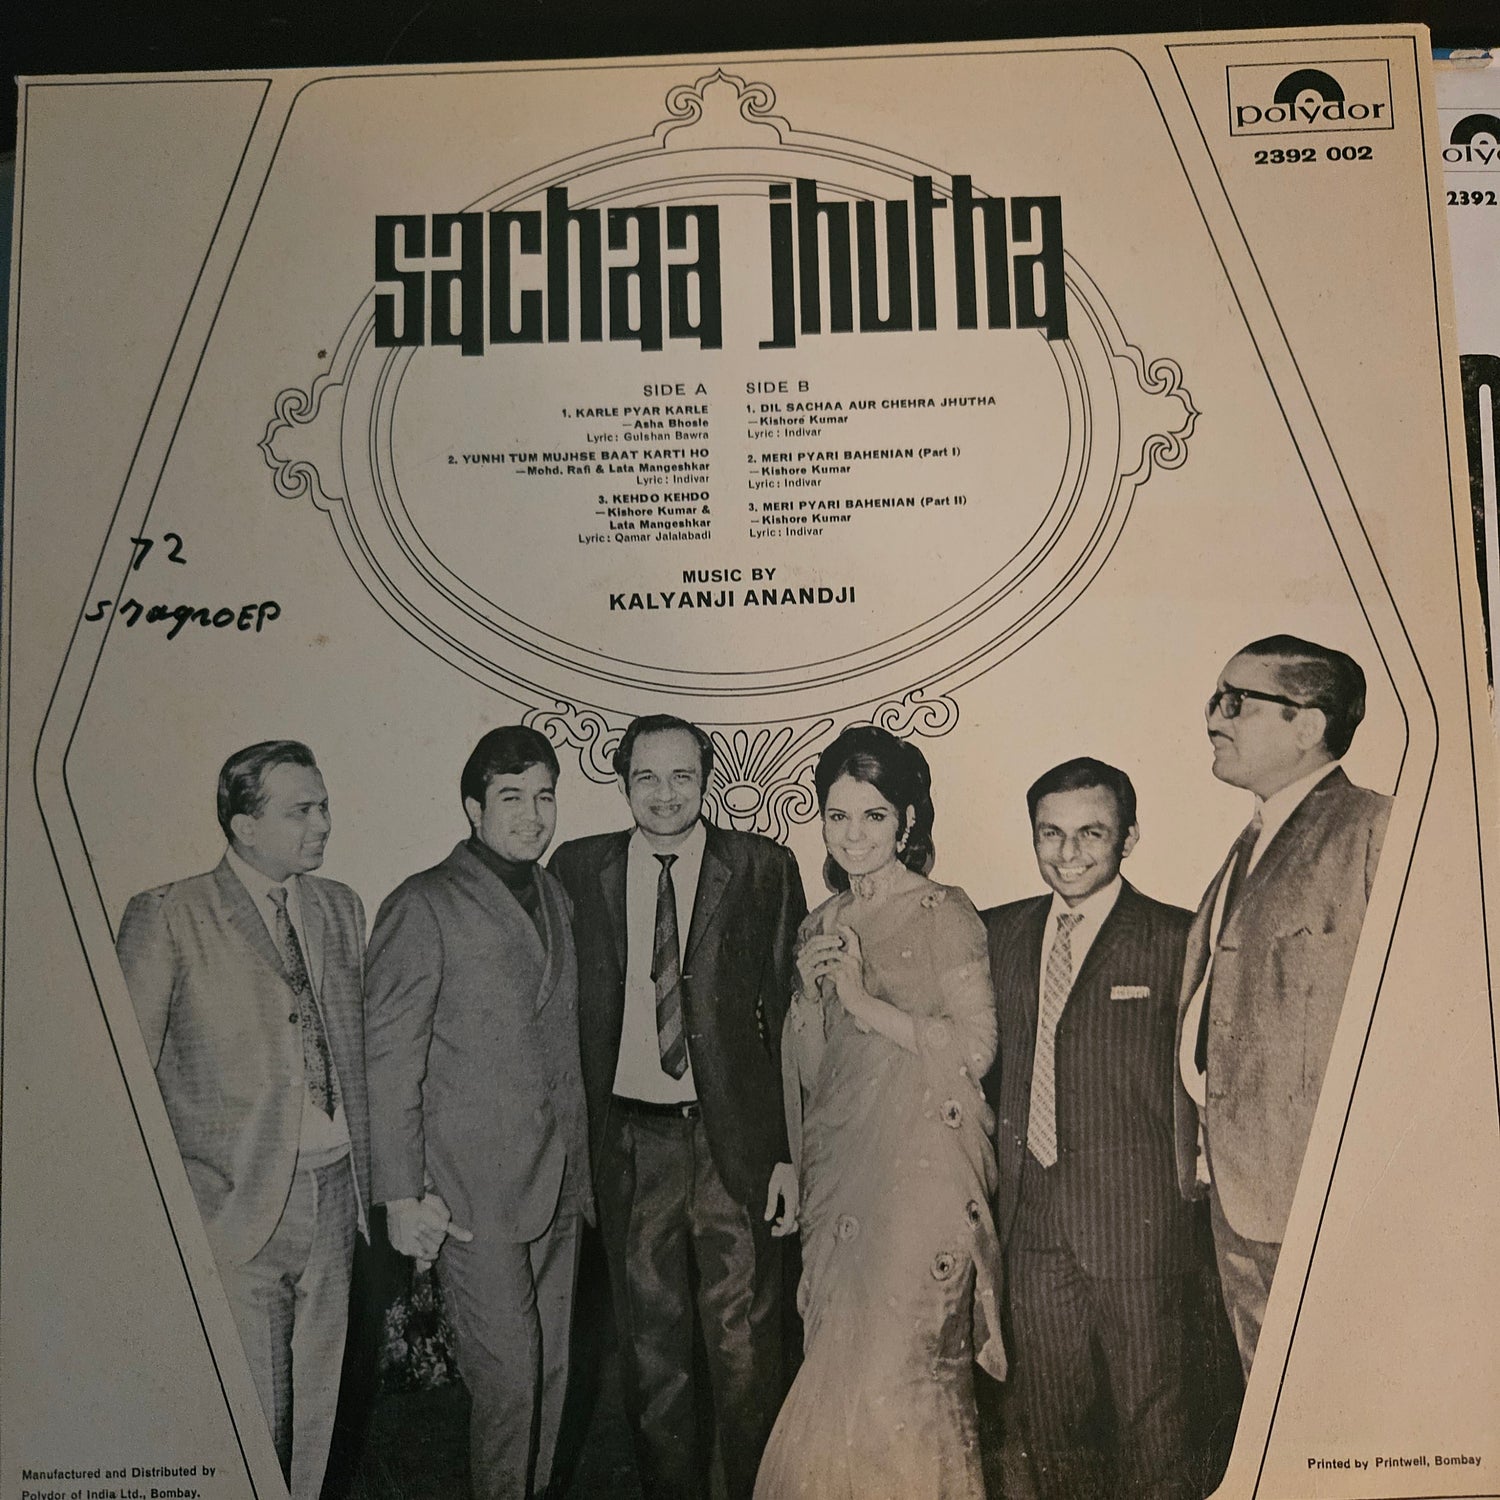 polydor
2392 002
olyd
2392
sachaa jhutha
SIDE A
1. KARLE PYAR KARLE
—Asha Bhosle
Lyric: Gulshan Bawra
2. YUNHI TUM MUJHSE BAAT KARTI HO
—Mohd. Rafi & Lata Mangeshkar
Lyric: Indivar
3. KEHDO KEHDO
—Kishore Kumar &
Lata Mangeshkar
Lyric: Qamar Jalalabadi
SIDE B
1. DIL SACHAA AUR CHEHRA JHUTHA
—Kishore Kumar
Lyric: Indivar
2. MERI PYARI BAHENIAN (Part I)
—Kishore Kumar
Lyric: Indivar
3. MERI PYARI BAHENIAN (Part II)
—Kishore Kumar
Lyric: Indivar
MUSIC BY
KALYANJI ANANDJI
72
Manufactured and Distributed by
Polydor of India Ltd., Bombay.
Printed by Printwell, Bombay